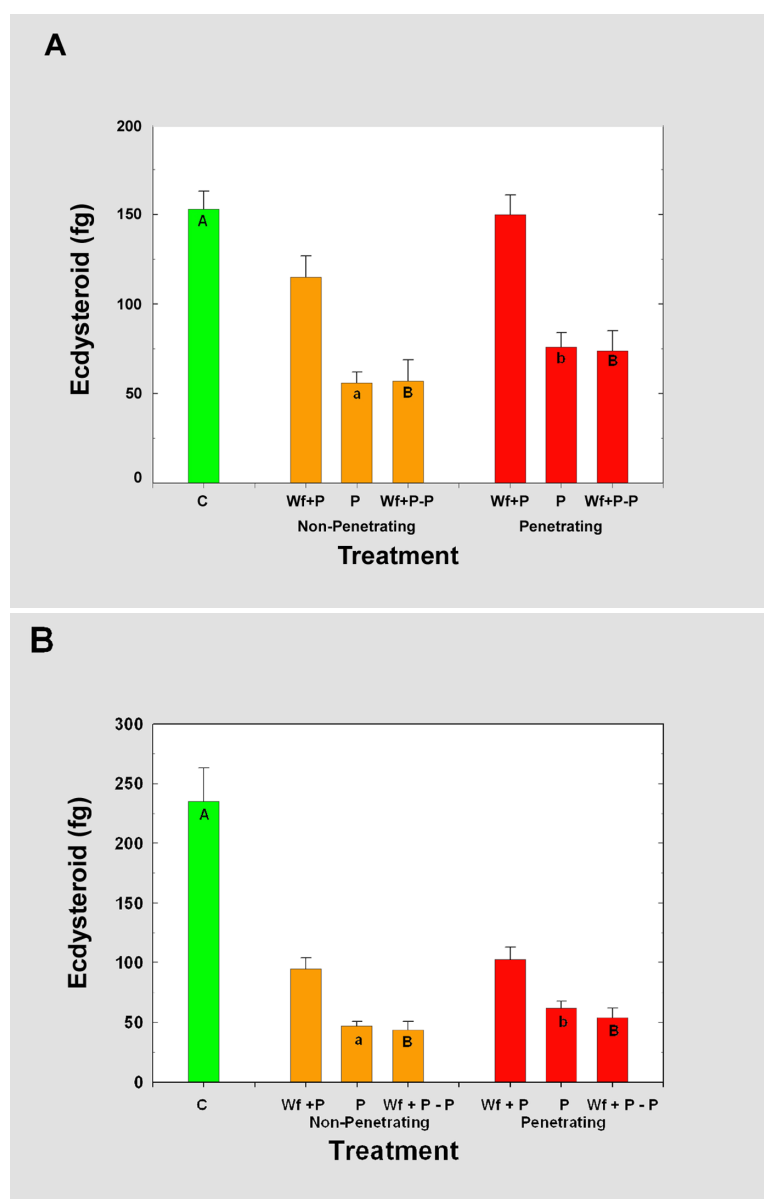 A
200
150
100
50
0
Ecdysteroid (fg)
A
a
B
b
B
C Wf+P P Wf+P-P Wf+P P Wf+P-P
Non-Penetrating Penetrating
Treatment
B
300
250
200
150
100
50
0
Ecdysteroid (fg)
A
a
B
b
B
C Wf +P P Wf + P - P Wf + P P Wf + P - P
Non-Penetrating Penetrating
Treatment